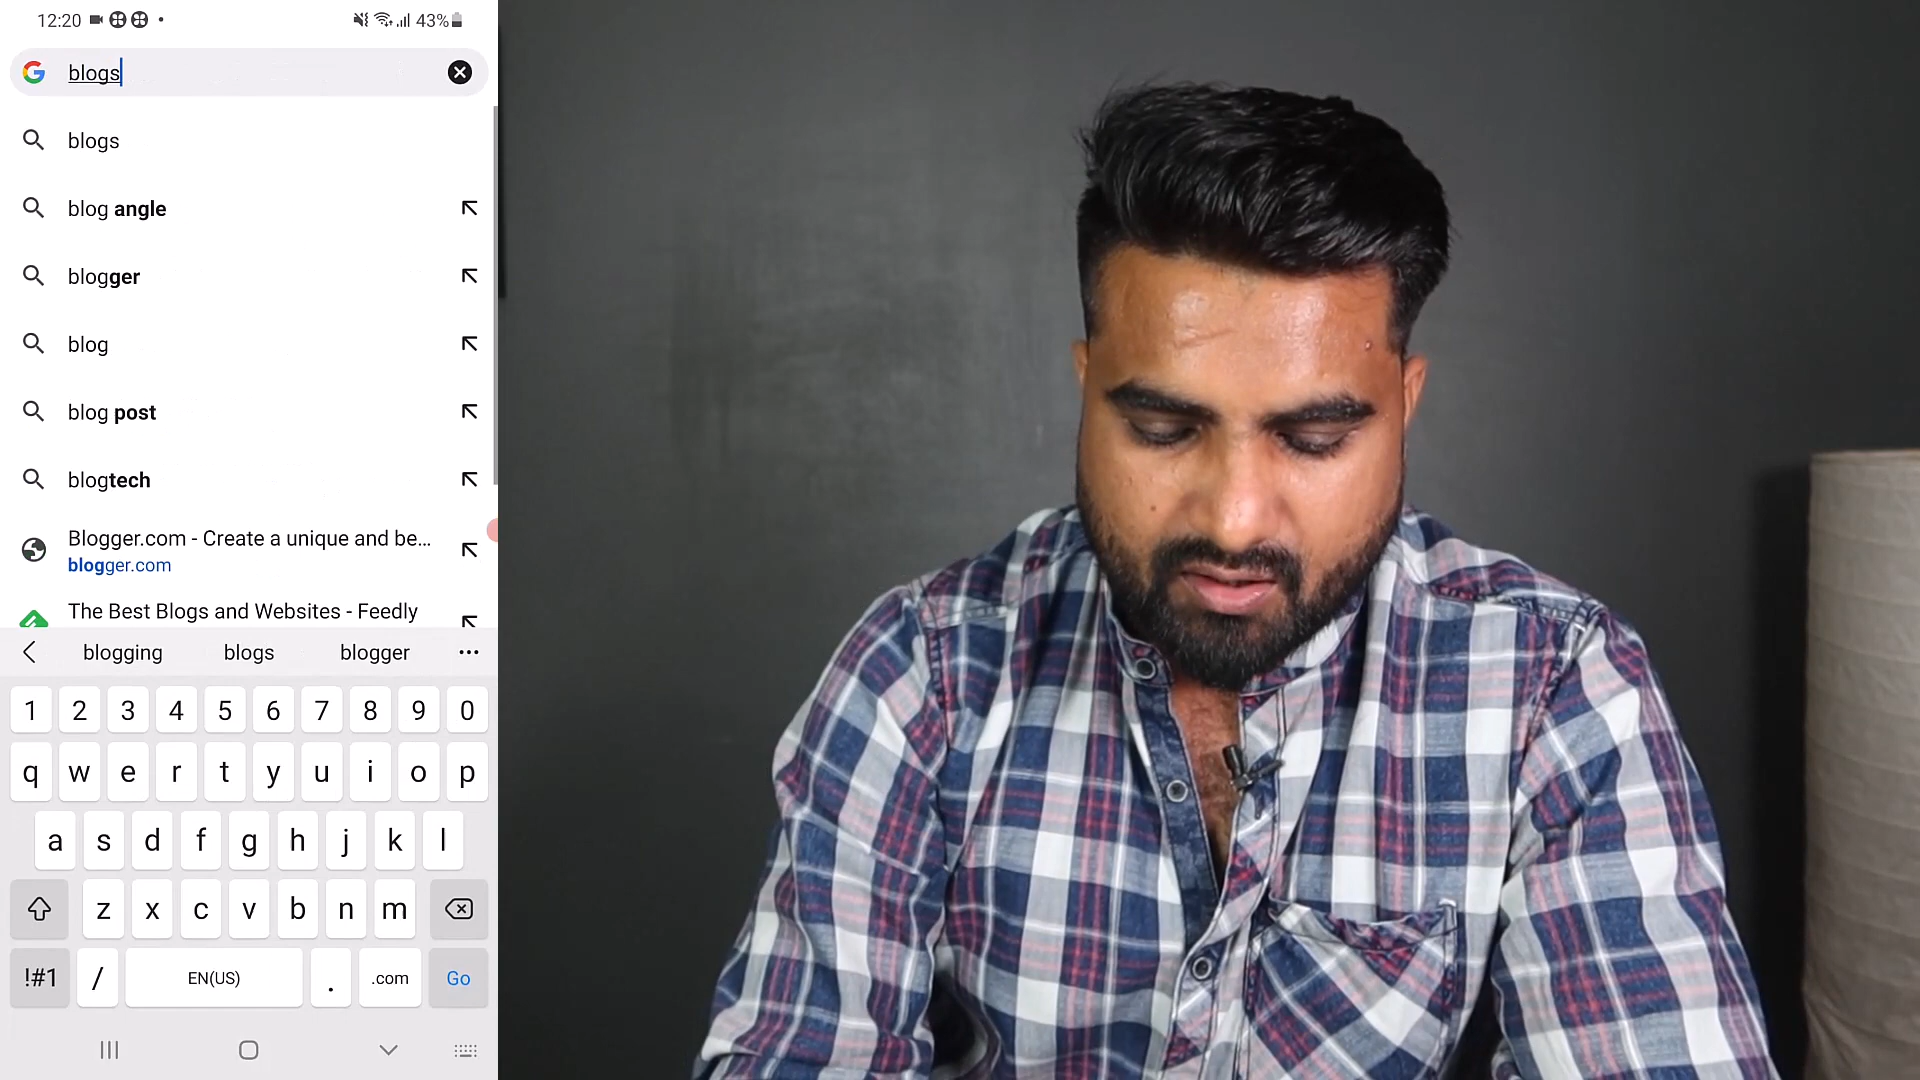 12:20 43%
blogs
blogs
blog angle
blogger
blog
blog post
blogtech
Blogger.com - Create a unique and be...
blogger.com
The Best Blogs and Websites - Feedly
blogging blogs blogger
1 2 3 4 5 6 7 8 9 0
q w e r t y u i o p
a s d f g h j k l
z x c v b n m
!#1 / EN(US) . .com Go